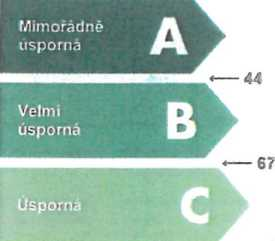 Mimořádně
úsporná
A
44
Velmi
úsporná
B
67
Úsporná
C